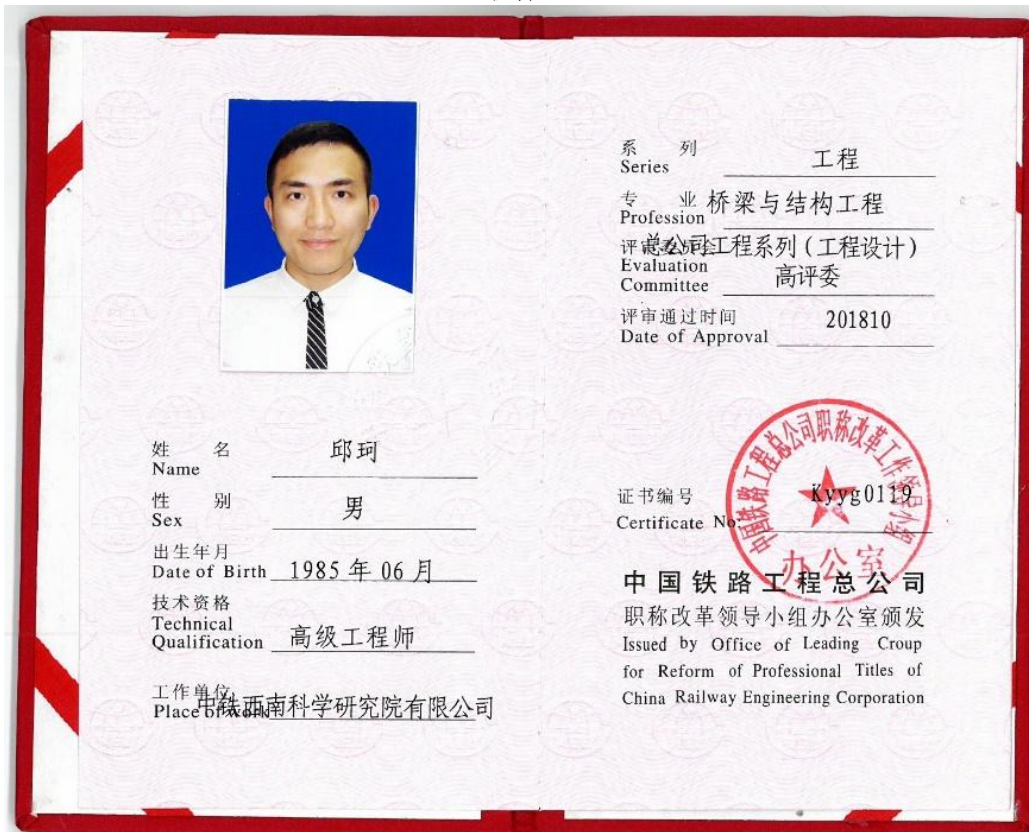 姓 名 邱珂
Name
性 别 男
Sex
出生年月
Date of Birth 1985 年 06 月
技术资格
Technical
Qualification 高级工程师
工作单位
Place of Work 中铁西南科学研究院有限公司
系 列 工程
Series
专 业 桥梁与结构工程
Profession
评审委员会 总公司工程系列(工程设计)
Evaluation 高评委
Committee
评审通过时间 201810
Date of Approval
中国铁路工程总公司职称改革工作领导小组
办公室
证书编号 Kyyg0119
Certificate No:
中国铁路工程总公司
职称改革领导小组办公室颁发
Issued by Office of Leading Croup
for Reform of Professional Titles of
China Railway Engineering Corporation